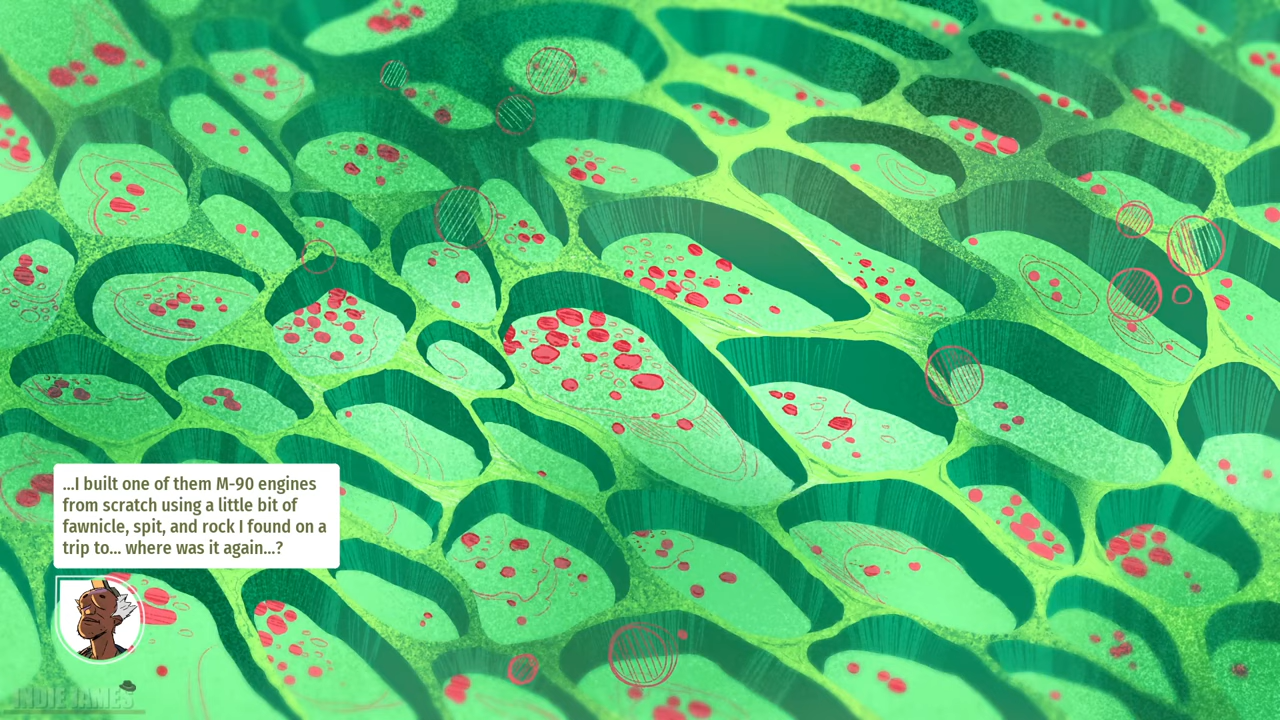 ...I built one of them M-90 engines
from scratch using a little bit of
fawnicle, spit, and rock I found on a
trip to... where was it again...?
INDIE JAMES